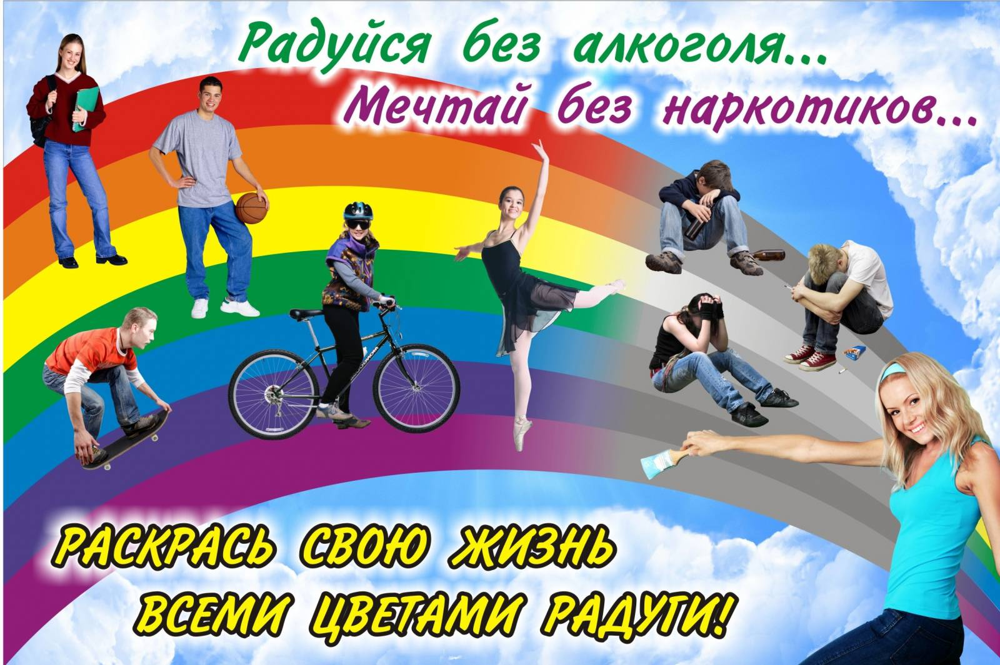 Радуйся без алкоголя...
Мечтай без наркотиков...
РАСКРАСЬ СВОЮ ЖИЗНЬ
ВСЕМИ ЦВЕТАМИ РАДУГИ!